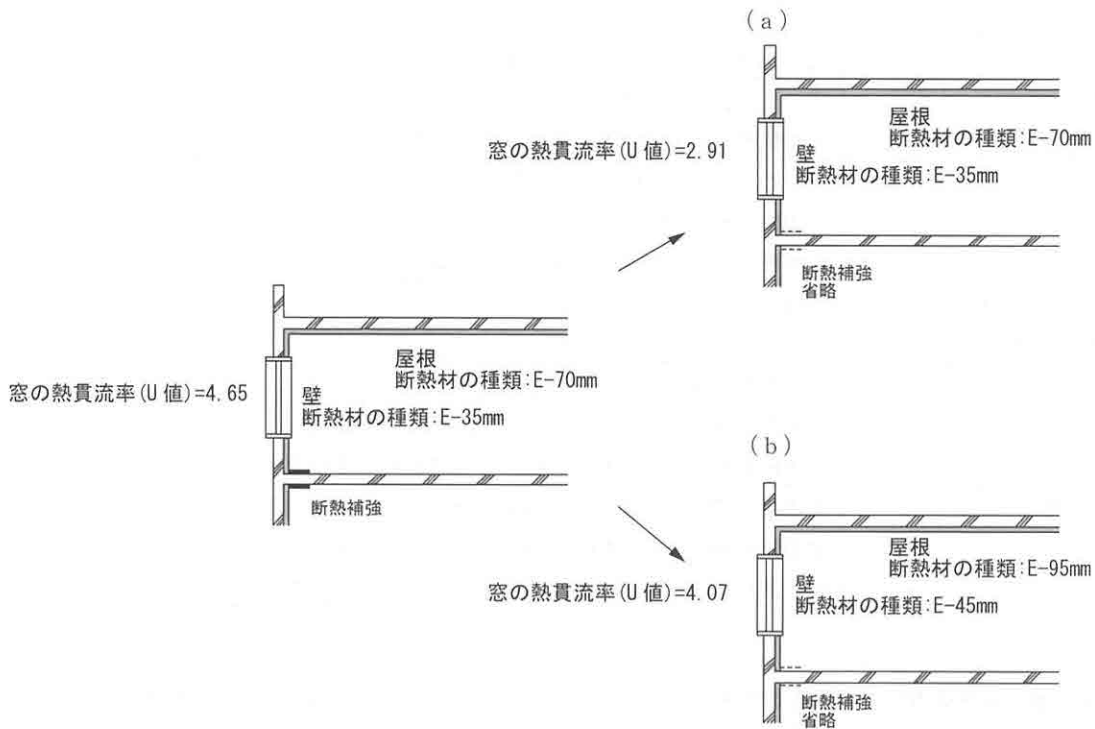 (a)
窓の熱貫流率(U値)=2.91
屋根
断熱材の種類:E-70mm
壁
断熱材の種類:E-35mm
断熱補強
省略
窓の熱貫流率(U値)=4.65
屋根
断熱材の種類:E-70mm
壁
断熱材の種類:E-35mm
断熱補強
(b)
窓の熱貫流率(U値)=4.07
屋根
断熱材の種類:E-95mm
壁
断熱材の種類:E-45mm
断熱補強
省略